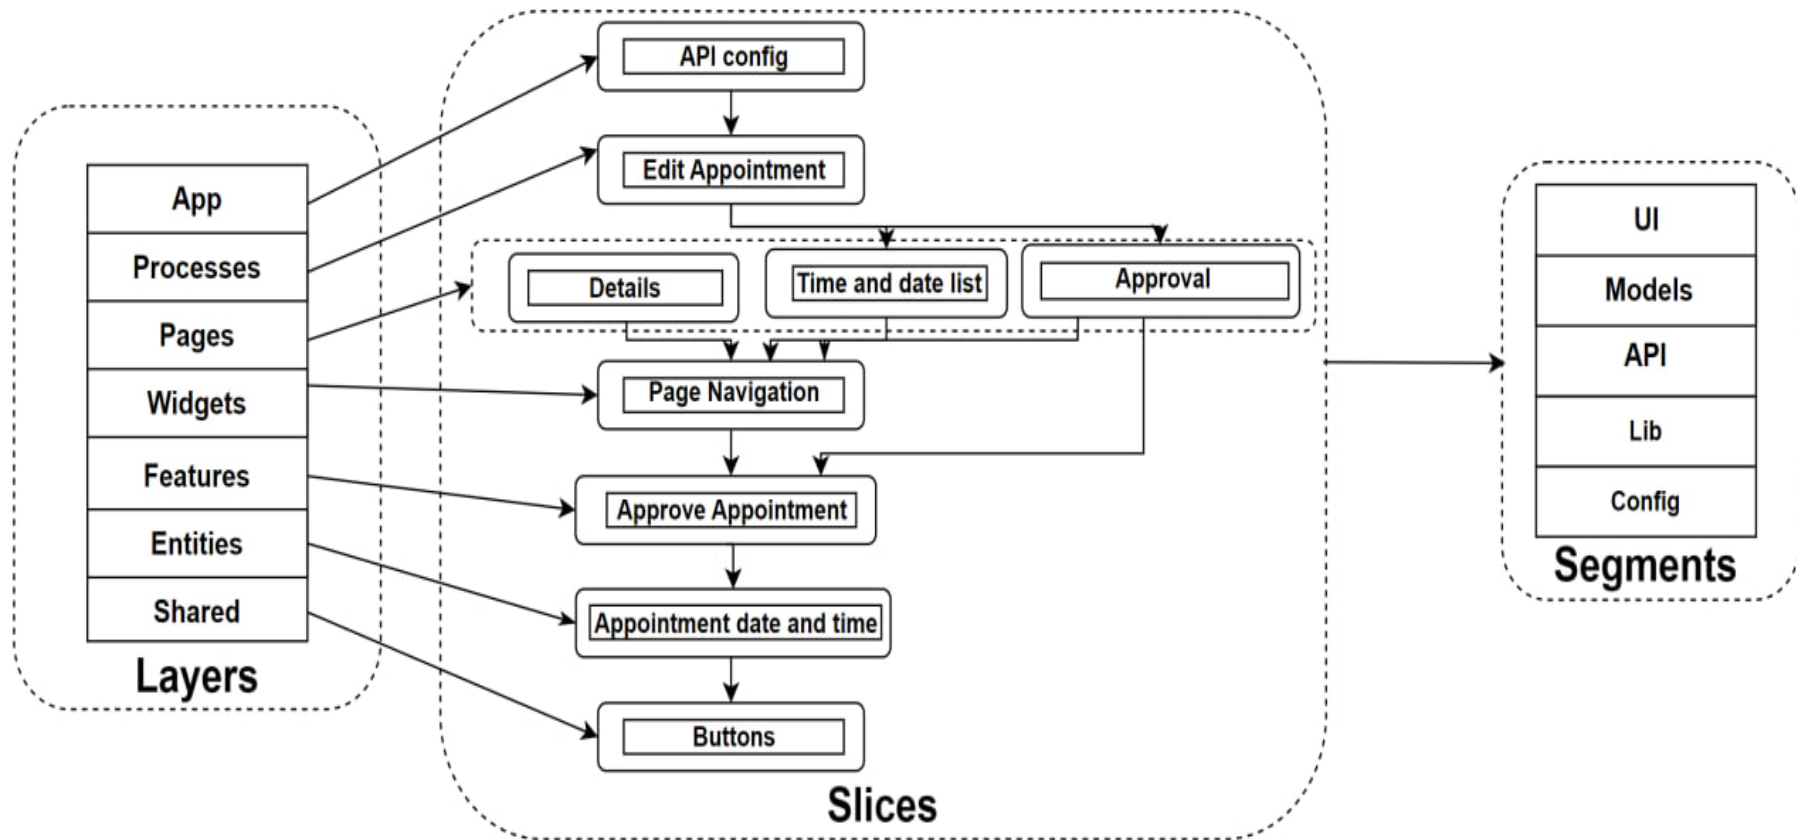 App
Processes
Pages
Widgets
Features
Entities
Shared
Layers
API config
Edit Appointment
Details
Time and date list
Approval
Page Navigation
Approve Appointment
Appointment date and time
Buttons
Slices
UI
Models
API
Lib
Config
Segments